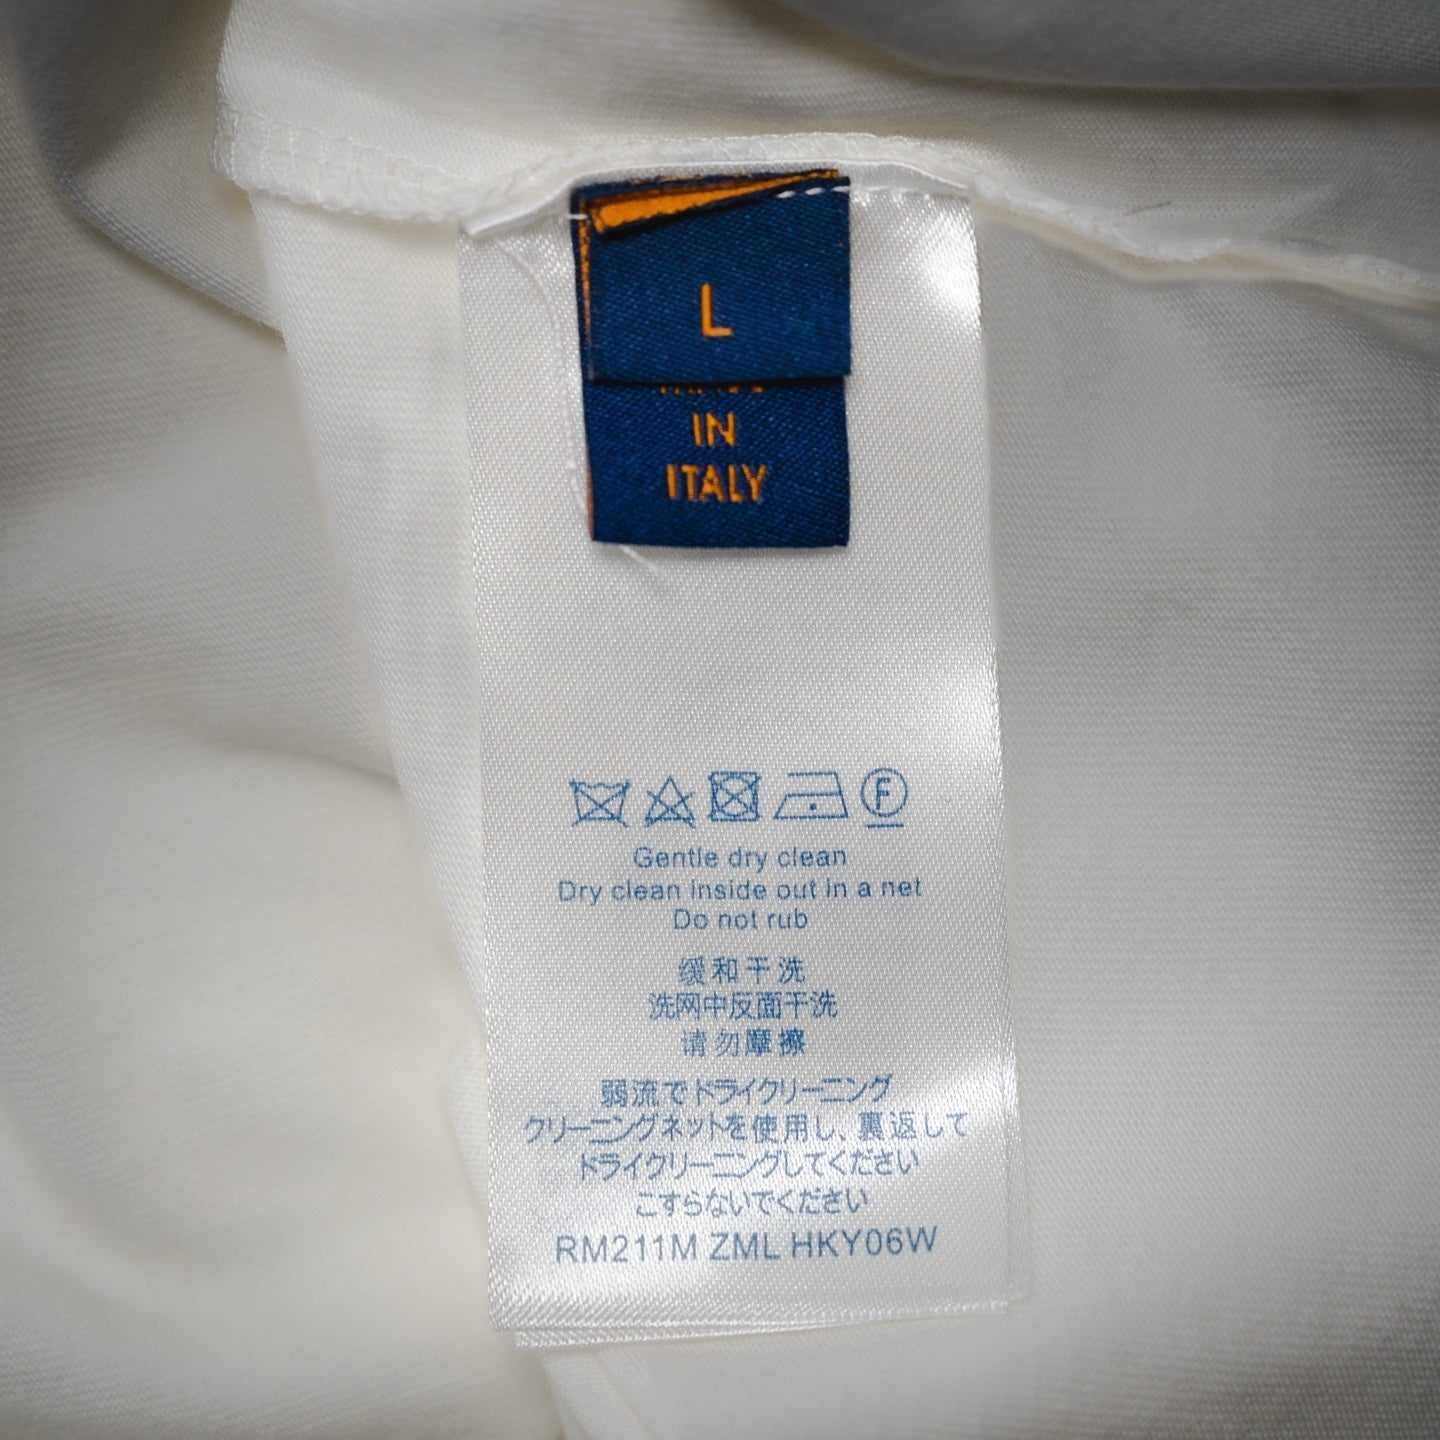 L
IN
ITALY
F
Gentle dry clean
Dry clean inside out in a net
Do not rub
缓和干洗
洗网中反面干洗
请勿摩擦
弱流でドライクリーニング
クリーニングネットを使用し、裏返して
ドライクリーニングしてください
こすらないでください
RM211M ZML HKY06W